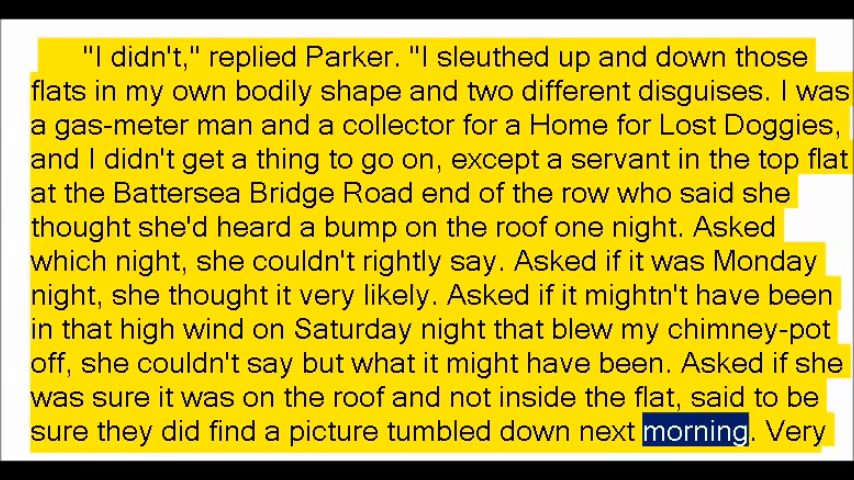 "I didn't," replied Parker. "I sleuthed up and down those
flats in my own bodily shape and two different disguises. I was
a gas-meter man and a collector for a Home for Lost Doggies,
and I didn't get a thing to go on, except a servant in the top flat
at the Battersea Bridge Road end of the row who said she
thought she'd heard a bump on the roof one night. Asked
which night, she couldn't rightly say. Asked if it was Monday
night, she thought it very likely. Asked if it mightn't have been
in that high wind on Saturday night that blew my chimney-pot
off, she couldn't say but what it might have been. Asked if she
was sure it was on the roof and not inside the flat, said to be
sure they did find a picture tumbled down next morning. Very